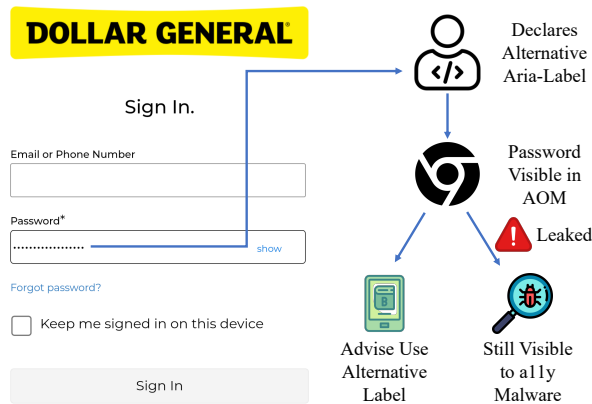 DOLLAR GENERAL
Sign In.
Email or Phone Number
Password*
show
Forgot password?
Keep me signed in on this device
Sign In
Declares
Alternative
Aria-Label
</>
Password
Visible in
AOM
Leaked
B
Advise Use
Alternative
Label
Still Visible
to a11y
Malware